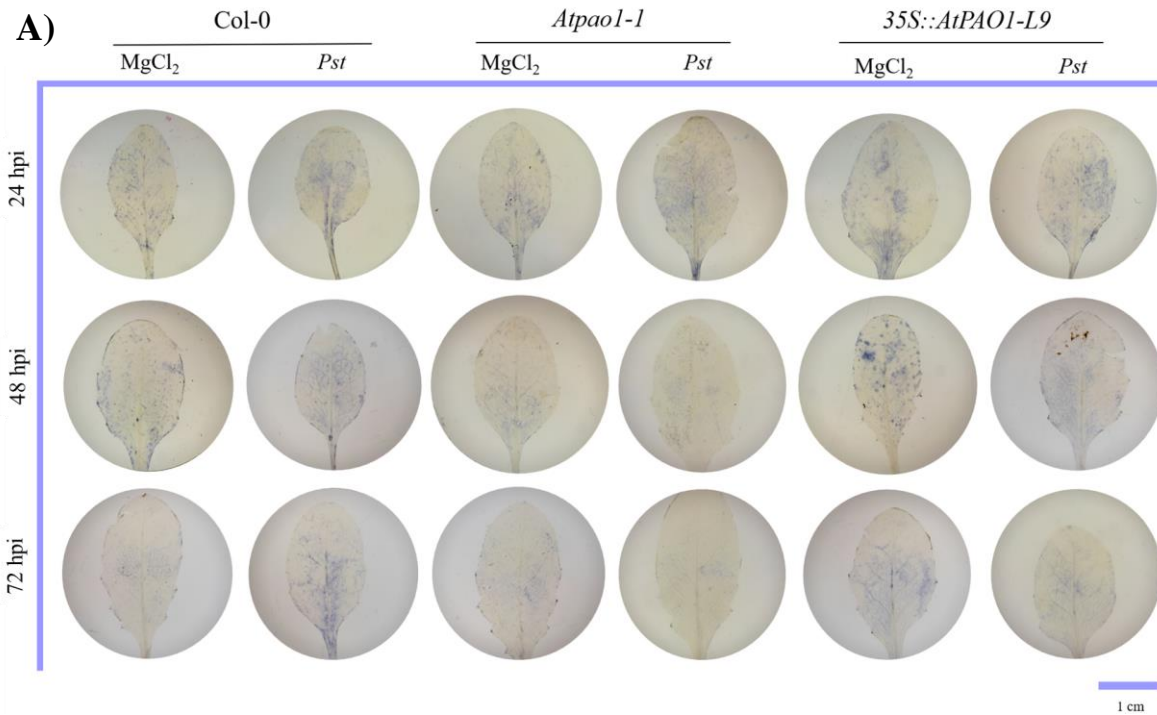 A)
Col-0 Atpao1-1 35S::AtPAO1-L9
MgCl₂ Pst MgCl₂ Pst MgCl₂ Pst
24 hpi
48 hpi
72 hpi
1 cm